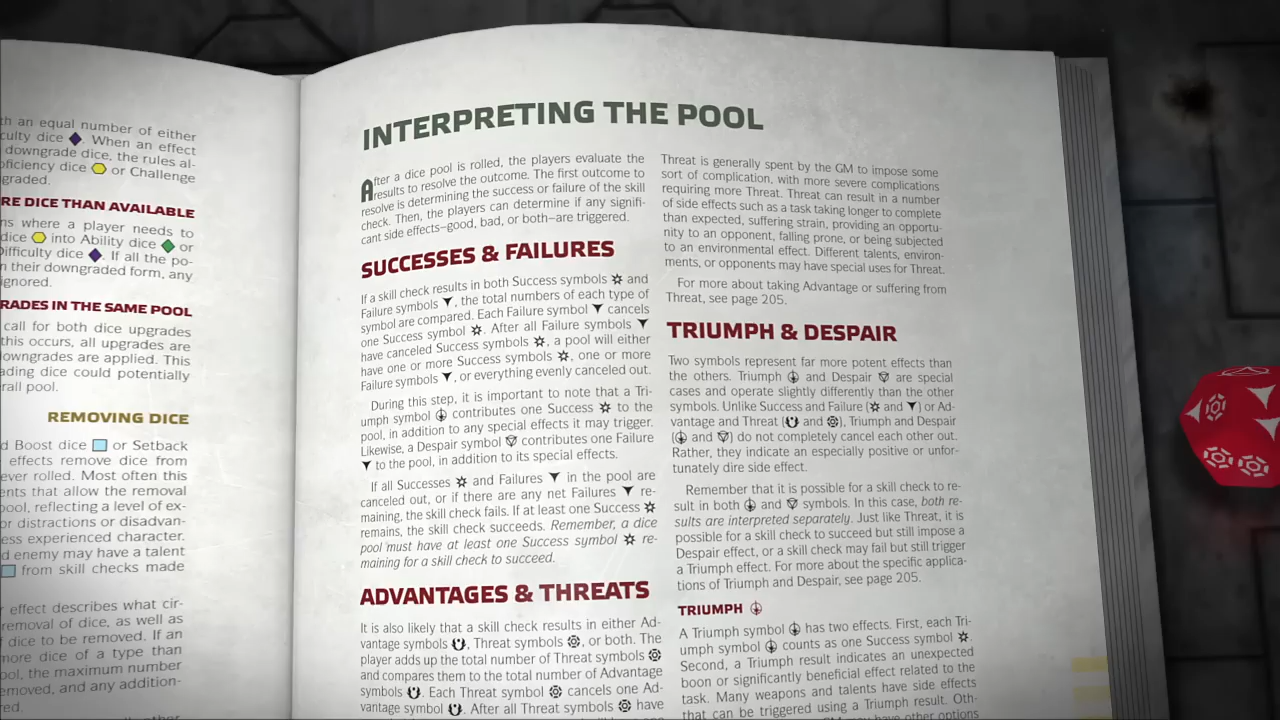 th an equal number of either
culty dice. When an effect
downgrade dice, the rules al-
oficiency dice or Challenge
graded.
RE DICE THAN AVAILABLE
ns where a player needs to
dice into Ability dice or
Difficulty dice. If all the po-
n their downgraded form, any
ignored.
RADES IN THE SAME POOL
call for both dice upgrades
this occurs, all upgrades are
downgrades are applied. This
ading dice could potentially
rall pool.
REMOVING DICE
d Boost dice or Setback
effects remove dice from
ever rolled. Most often this
ents that allow the removal
pool, reflecting a level of ex-
or distractions or disadvan-
ess experienced character.
d enemy may have a talent
from skill checks made
r effect describes what cir-
removal of dice, as well as
f dice to be removed. If an
more dice of a type than
ool, the maximum number
emoved, and any addition-
red.
INTERPRETING THE POOL
After a dice pool is rolled, the players evaluate the
results to resolve the outcome. The first outcome to
resolve is determining the success or failure of the skill
check. Then, the players can determine if any signifi-
cant side effects–good, bad, or both–are triggered.
SUCCESSES & FAILURES
If a skill check results in both Success symbols and
Failure symbols, the total numbers of each type of
symbol are compared. Each Failure symbol cancels
one Success symbol. After all Failure symbols
have canceled Success symbols, a pool will either
have one or more Success symbols, one or more
Failure symbols, or everything evenly canceled out.
During this step, it is important to note that a Tri-
umph symbol contributes one Success to the
pool, in addition to any special effects it may trigger.
Likewise, a Despair symbol contributes one Failure
to the pool, in addition to its special effects.
If all Successes and Failures in the pool are
canceled out, or if there are any net Failures re-
maining, the skill check fails. If at least one Success
remains, the skill check succeeds. Remember, a dice
pool must have at least one Success symbol re-
maining for a skill check to succeed.
ADVANTAGES & THREATS
It is also likely that a skill check results in either Ad-
vantage symbols, Threat symbols, or both. The
player adds up the total number of Threat symbols
and compares them to the total number of Advantage
symbols. Each Threat symbol cancels one Ad-
vantage symbol. After all Threat symbols have
Threat is generally spent by the GM to impose some
sort of complication, with more severe complications
requiring more Threat. Threat can result in a number
of side effects such as a task taking longer to complete
than expected, suffering strain, providing an opportu-
nity to an opponent, falling prone, or being subjected
to an environmental effect. Different talents, environ-
ments, or opponents may have special uses for Threat.
For more about taking Advantage or suffering from
Threat, see page 205.
TRIUMPH & DESPAIR
Two symbols represent far more potent effects than
the others. Triumph and Despair are special
cases and operate slightly differently than the other
symbols. Unlike Success and Failure ( and ) or Ad-
vantage and Threat ( and ), Triumph and Despair
( and ) do not completely cancel each other out.
Rather, they indicate an especially positive or unfor-
tunately dire side effect.
Remember that it is possible for a skill check to re-
sult in both and symbols. In this case, both re-
sults are interpreted separately. Just like Threat, it is
possible for a skill check to succeed but still impose a
Despair effect, or a skill check may fail but still trigger
a Triumph effect. For more about the specific applica-
tions of Triumph and Despair, see page 205.
TRIUMPH
A Triumph symbol has two effects. First, each Tri-
umph symbol counts as one Success symbol.
Second, a Triumph result indicates an unexpected
boon or significantly beneficial effect related to the
task. Many weapons and talents have side effects
that can be triggered using a Triumph result. Oth-
GM may have other options